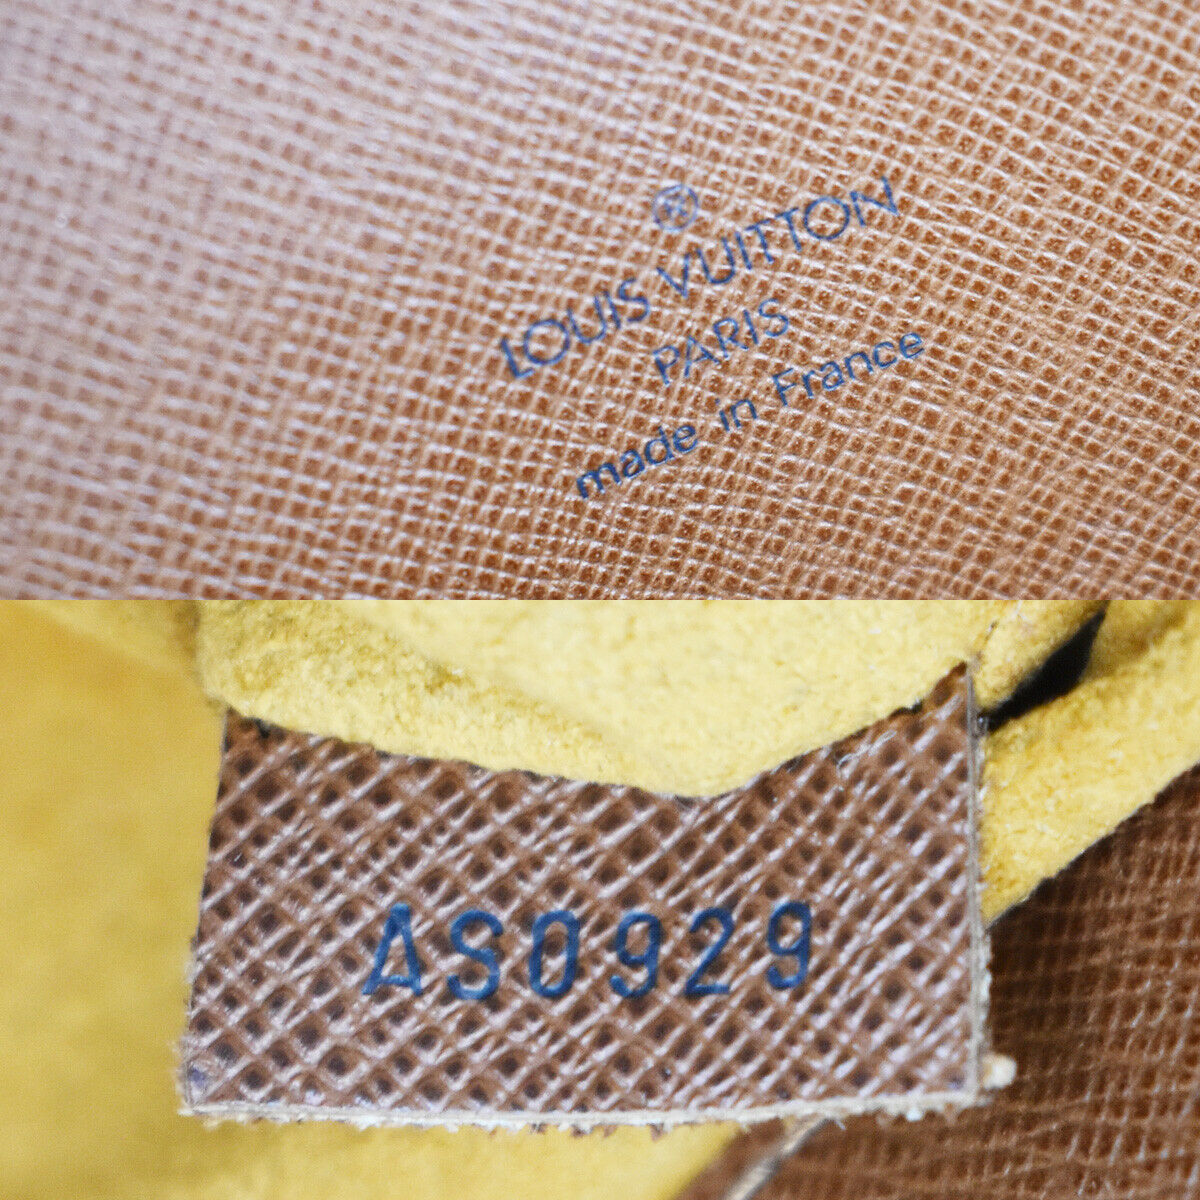 ®
LOUIS VUITTON
PARIS
made in France
AS0929